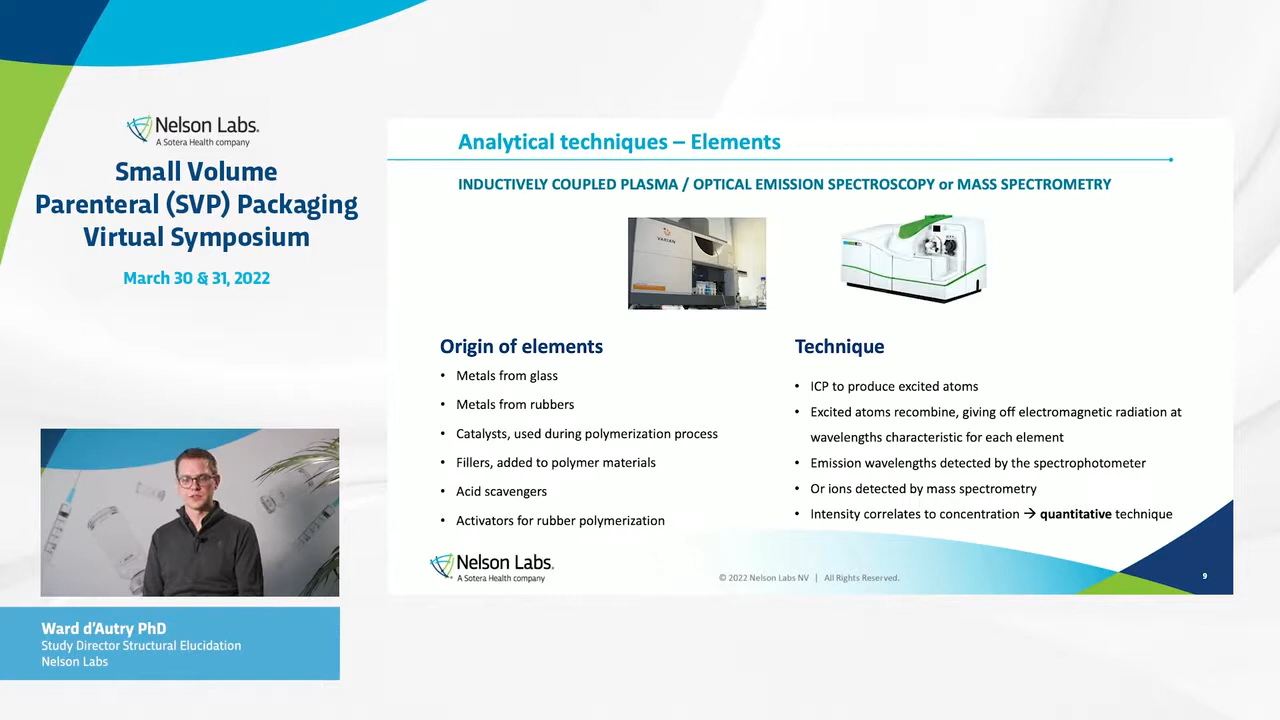 Nelson Labs.
A Sotera Health company
Small Volume
Parenteral (SVP) Packaging
Virtual Symposium
March 30 & 31, 2022
Analytical techniques – Elements
INDUCTIVELY COUPLED PLASMA / OPTICAL EMISSION SPECTROSCOPY or MASS SPECTROMETRY
VARIAN
Origin of elements
• Metals from glass
• Metals from rubbers
• Catalysts, used during polymerization process
• Fillers, added to polymer materials
• Acid scavengers
• Activators for rubber polymerization
Technique
• ICP to produce excited atoms
• Excited atoms recombine, giving off electromagnetic radiation at
wavelengths characteristic for each element
• Emission wavelengths detected by the spectrophotometer
• Or ions detected by mass spectrometry
• Intensity correlates to concentration → quantitative technique
Nelson Labs.
A Sotera Health company
© 2022 Nelson Labs NV | All Rights Reserved.
9
Ward d’Autry PhD
Study Director Structural Elucidation
Nelson Labs